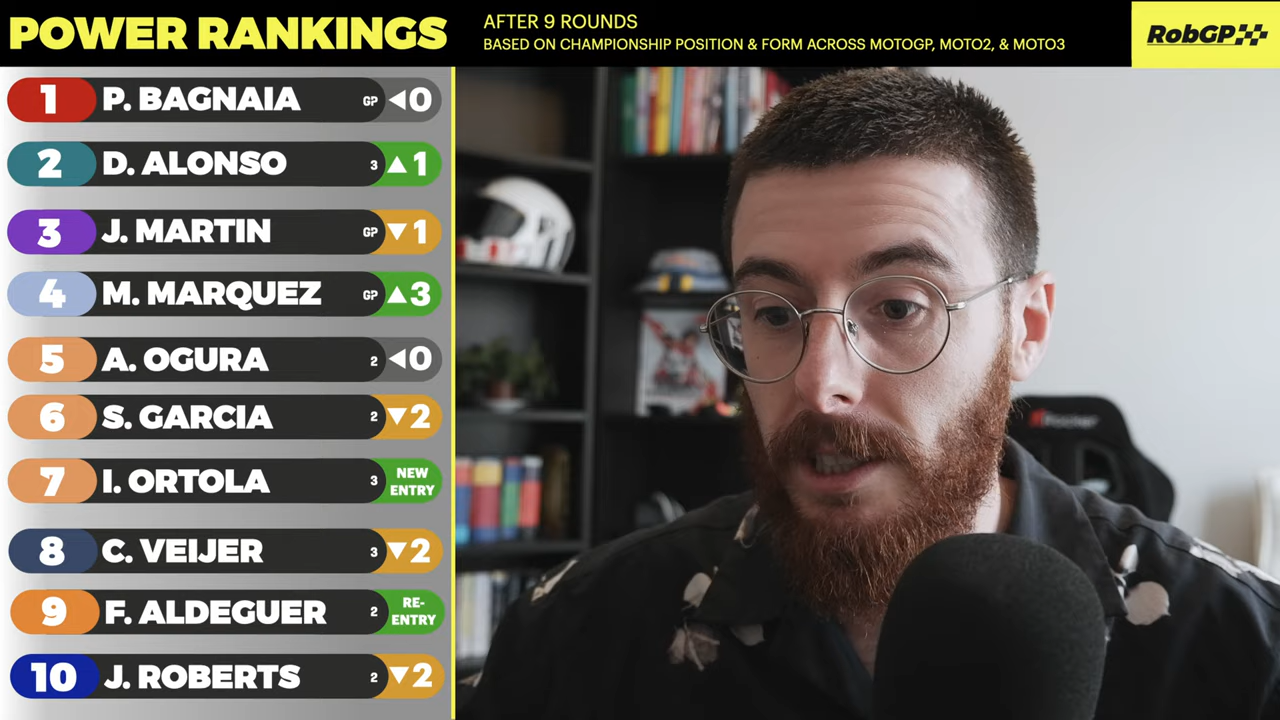 POWER RANKINGS
AFTER 9 ROUNDS
BASED ON CHAMPIONSHIP POSITION & FORM ACROSS MOTOGP, MOTO2, & MOTO3
RobGP
1 P. BAGNAIA GP ◀0
2 D. ALONSO 3 ▲1
3 J. MARTIN GP ▼1
4 M. MARQUEZ GP ▲3
5 A. OGURA 2 ◀0
6 S. GARCIA 2 ▼2
7 I. ORTOLA 3 NEW
ENTRY
8 C. VEIJER 3 ▼2
9 F. ALDEGUER 2 RE-
ENTRY
10 J. ROBERTS 2 ▼2